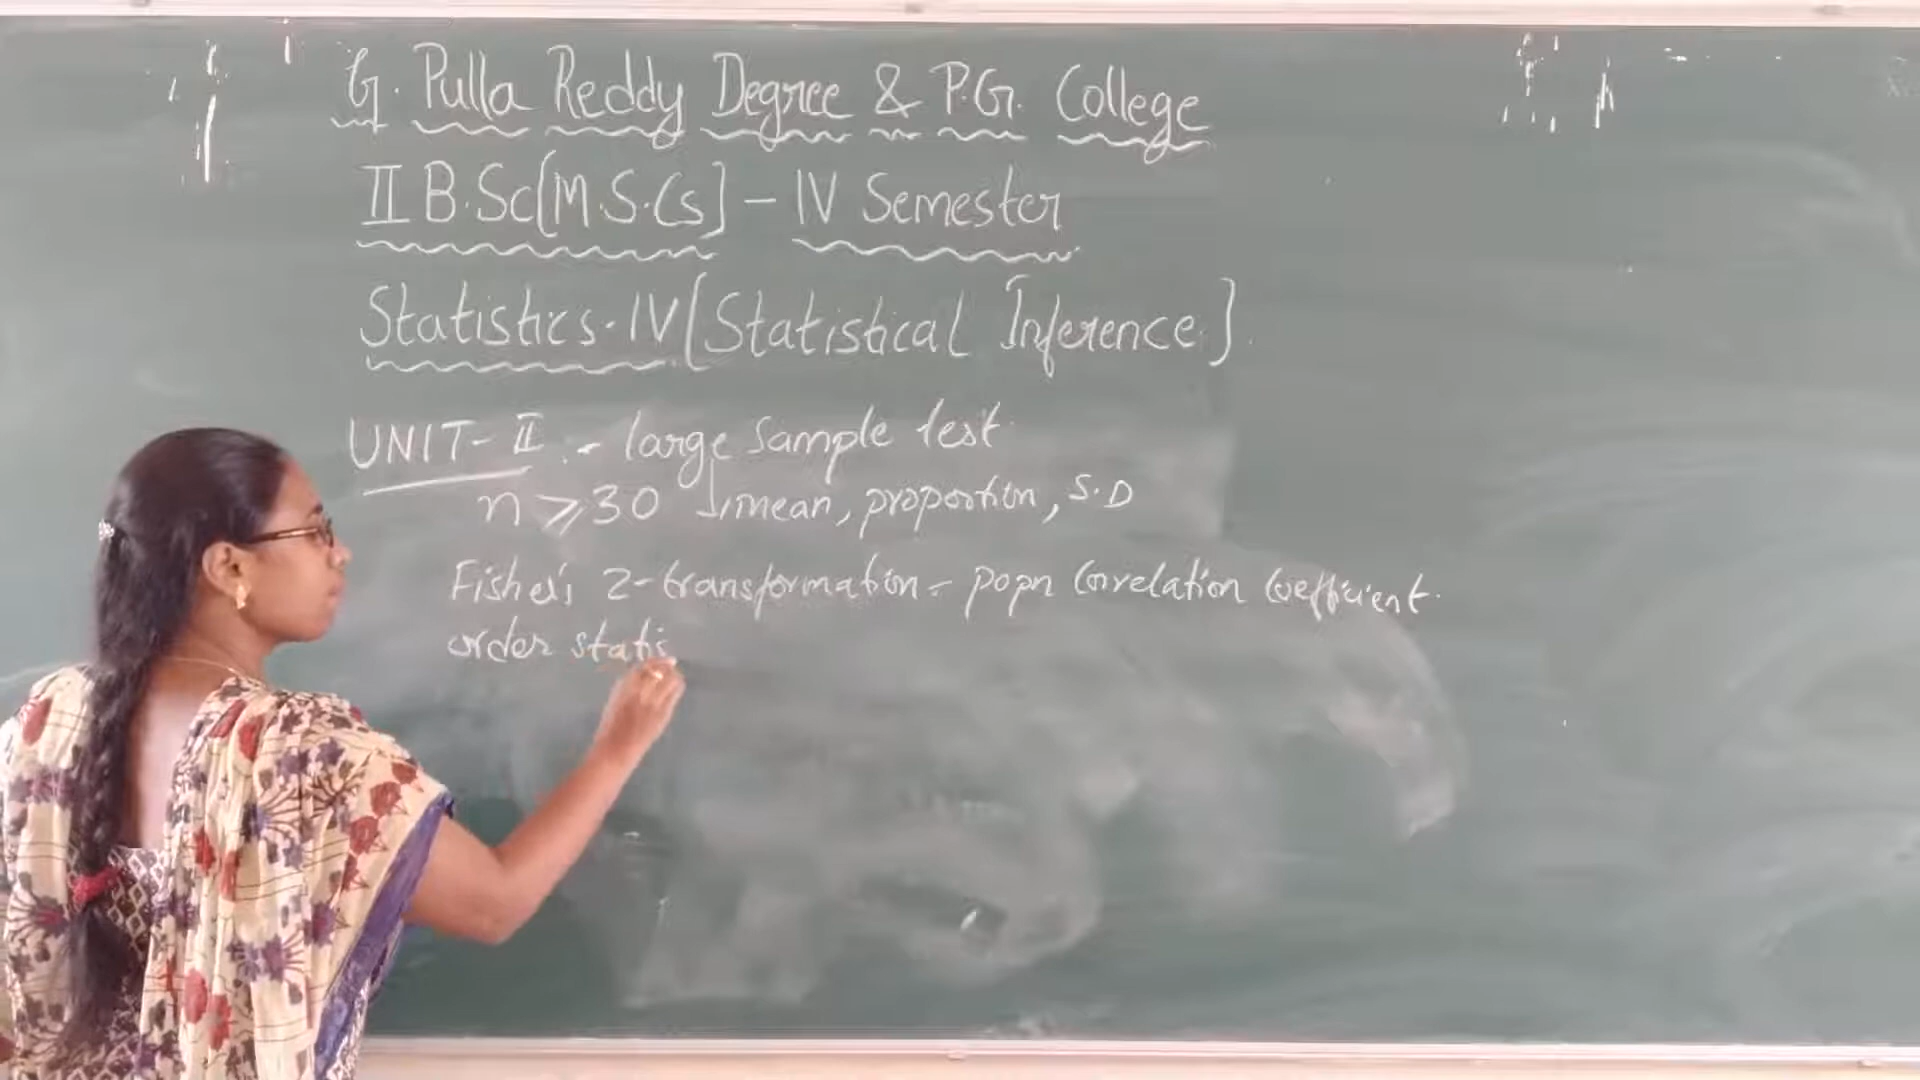 G. Pulla Reddy Degree & P.G. College
II B.Sc[M.S.Cs] - IV Semester
Statistics-IV[Statistical Inference]
UNIT-II :- large sample test
n ⩾ 30 mean, proportion, S.D
Fisher's Z-transformation - popn Correlation Coefficient.
order statis